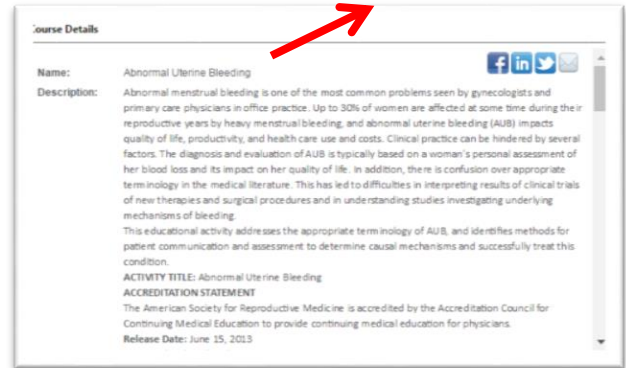 :ourse Details
Name: Abnormal Uterine Bleeding
Description: Abnormal menstrual bleeding is one of the most common problems seen by gynecologists and
primary care physicians in office practice. Up to 30% of women are affected at some time during their
reproductive years by heavy menstrual bleeding, and abnormal uterine bleeding (AUB) impacts
quality of life, productivity, and health care use and costs. Clinical practice can be hindered by several
factors. The diagnosis and evaluation of AUB is typically based on a woman's personal assessment of
her blood loss and its impact on her quality of life. In addition, there is confusion over appropriate
terminology in the medical literature. This has led to difficulties in interpreting results of clinical trials
of new therapies and surgical procedures and in understanding studies investigating underlying
mechanisms of bleeding.
This educational activity addresses the appropriate terminology of AUB, and identifies methods for
patient communication and assessment to determine causal mechanisms and successfully treat this
condition.
ACTIVITY TITLE: Abnormal Uterine Bleeding
ACCREDITATION STATEMENT
The American Society for Reproductive Medicine is accredited by the Accreditation Council for
Continuing Medical Education to provide continuing medical education for physicians.
Release Date: June 15, 2013